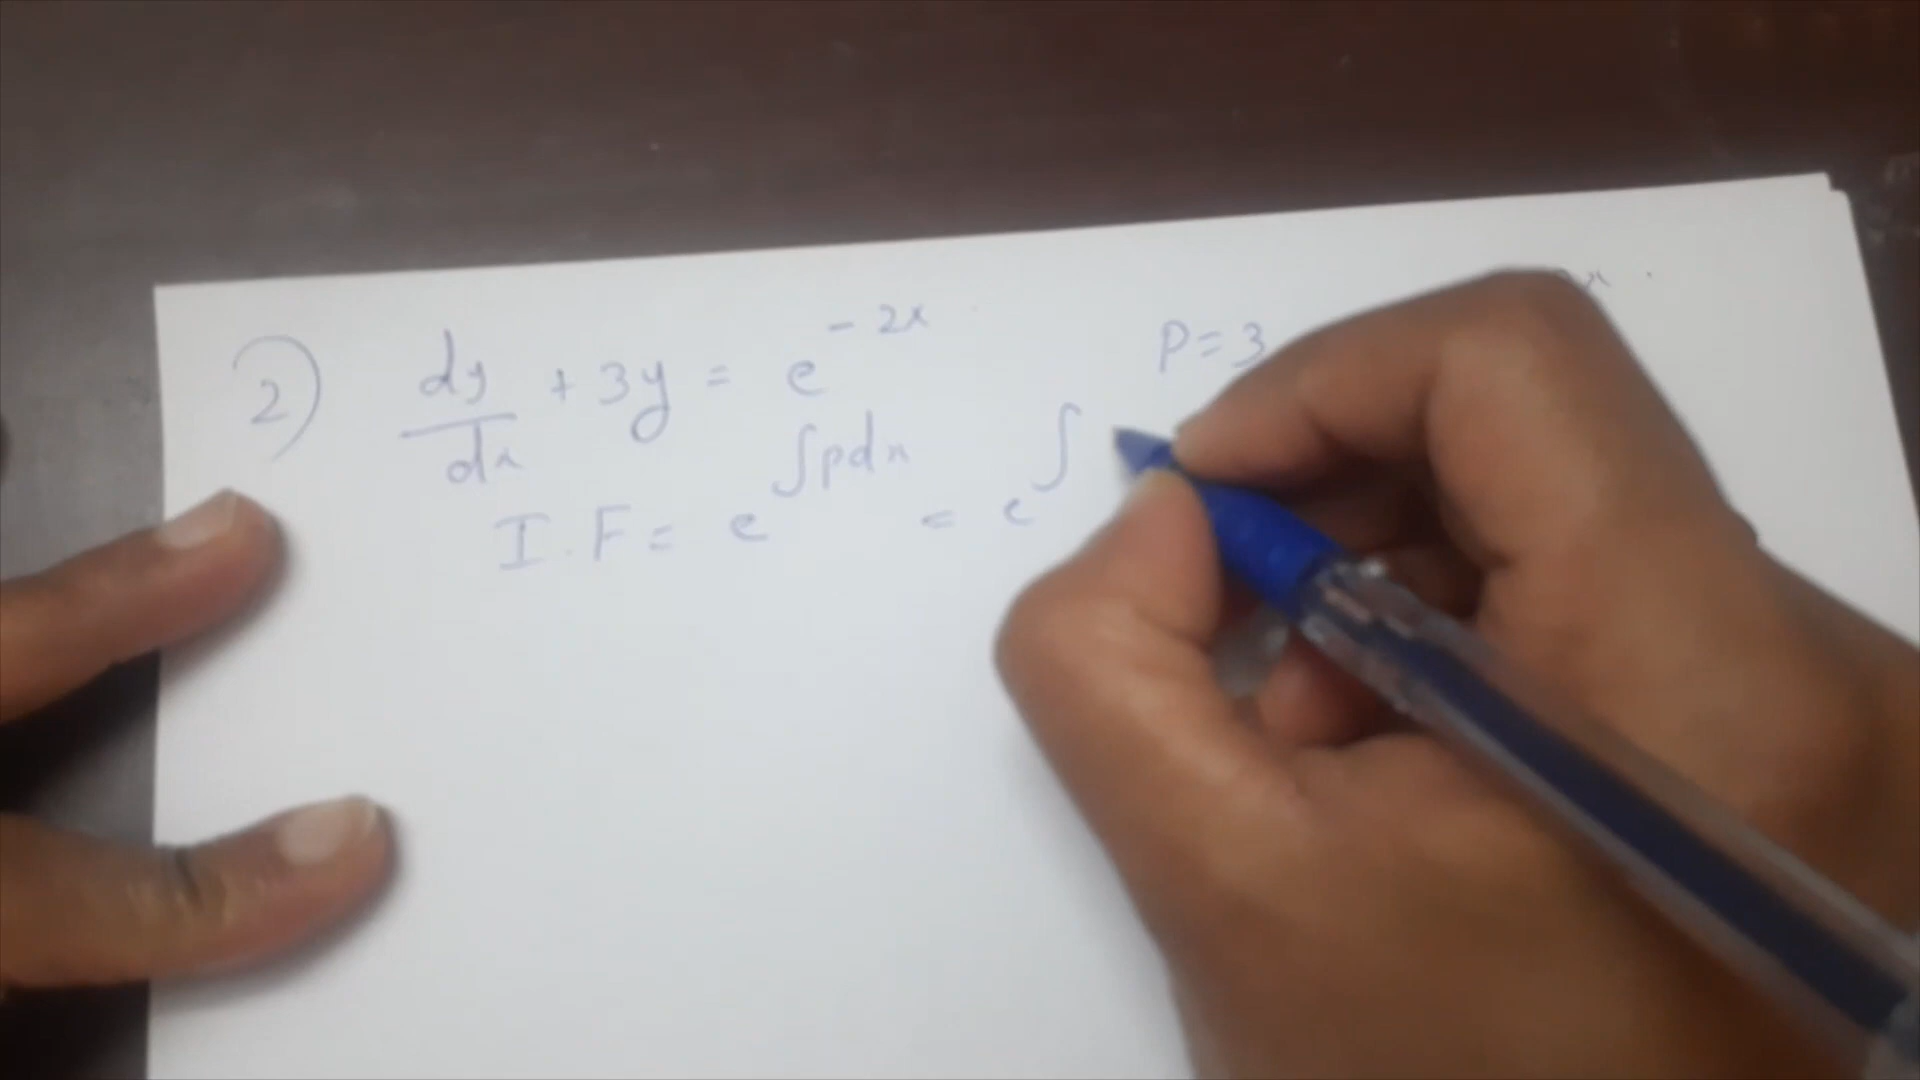 2) dy/dx + 3y = e^{-2x} P = 3
I.F = e^{∫pdx} = e^{∫